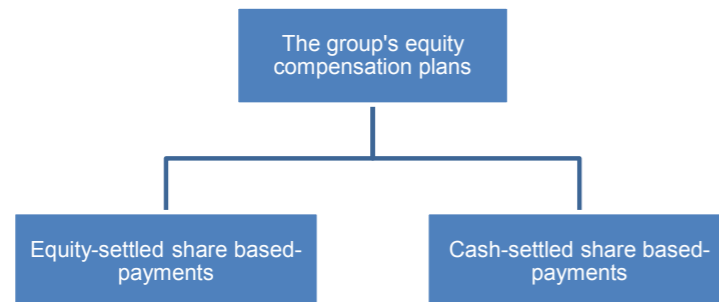 The group's equity
compensation plans
Equity-settled share based-
payments
Cash-settled share based-
payments